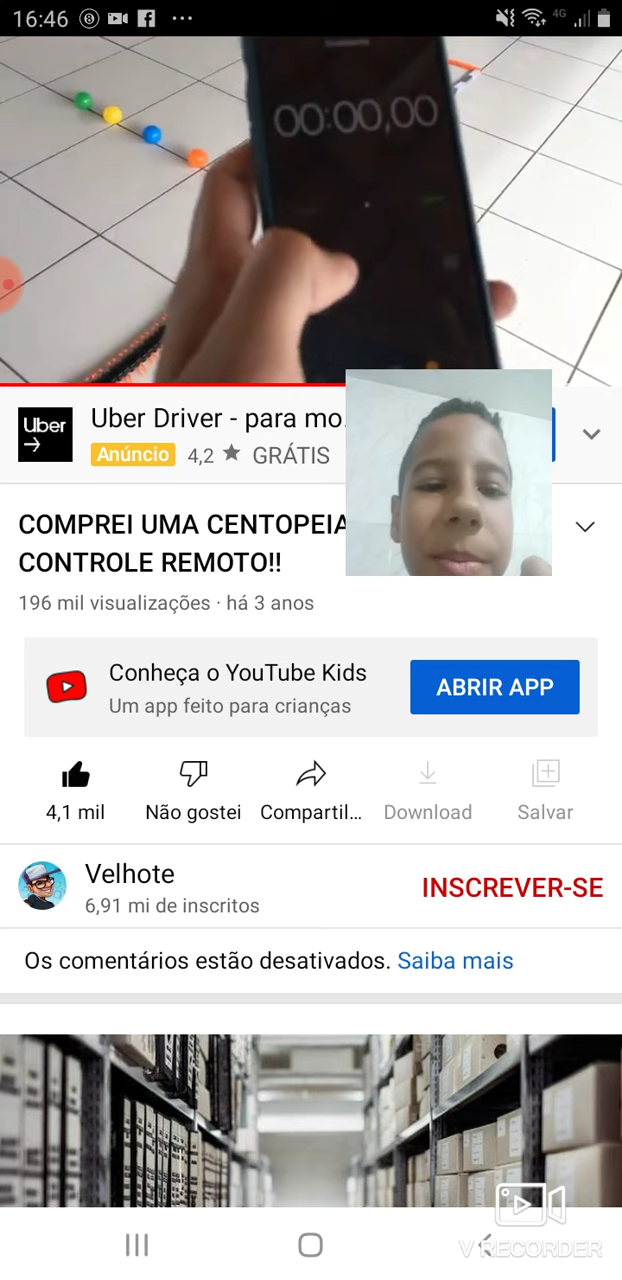 16:46
4G
00:00,00
Uber
Uber Driver - para mo.
Anúncio 4,2 ★ GRÁTIS
COMPREI UMA CENTOPEIA
CONTROLE REMOTO!!
196 mil visualizações · há 3 anos
Conheça o YouTube Kids
Um app feito para crianças
ABRIR APP
4,1 mil
Não gostei
Compartil...
Download
Salvar
Velhote
6,91 mi de inscritos
INSCREVER-SE
Os comentários estão desativados. Saiba mais
V RECORDER